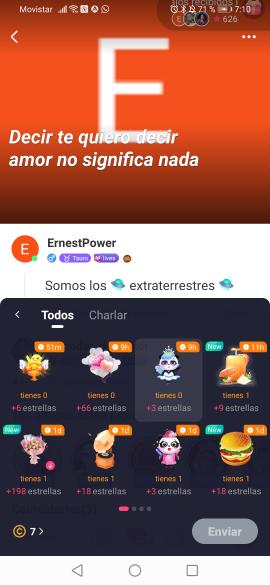 Movistar 71 % 7:10
626
E
Decir te quiero decir
amor no significa nada
E ErnestPower
Tauro lives
Somos los 🛸 extraterrestres 🛸
Todos Charlar
51m 9h 9h New 11h
tienes 0 tienes 0 tienes 0 tienes 1
+6 estrellas +66 estrellas +3 estrellas +9 estrellas
New 1d 1d 1d 1d
tienes 1 tienes 1 tienes 1 tienes 1
+198 estrellas +18 estrellas +3 estrellas +18 estrellas
C 7 > Enviar